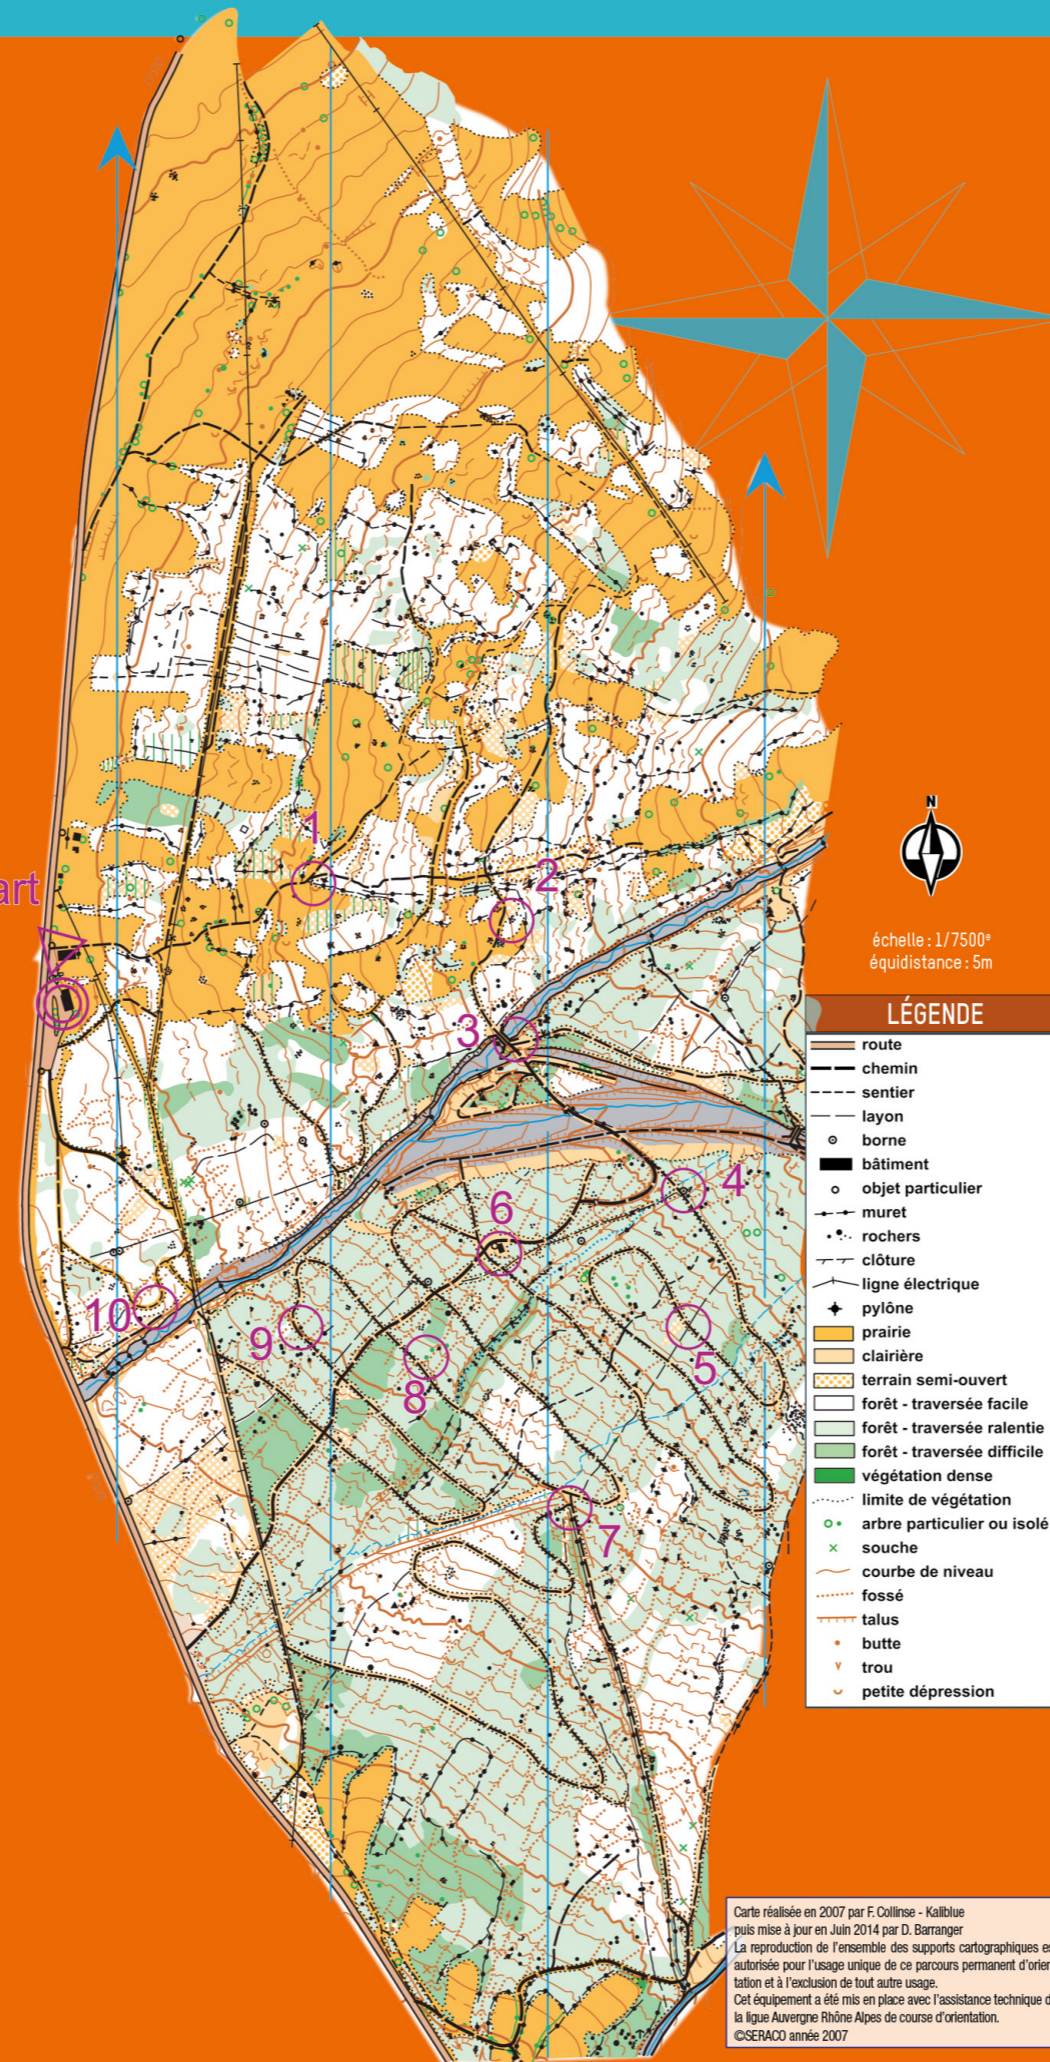 1
art
2
3
4
6
10
9
8
5
7
N
échelle : 1/7500e
équidistance : 5m
LÉGENDE
route
chemin
sentier
layon
borne
bâtiment
objet particulier
muret
rochers
clôture
ligne électrique
pylône
prairie
clairière
terrain semi-ouvert
forêt - traversée facile
forêt - traversée ralentie
forêt - traversée difficile
végétation dense
limite de végétation
arbre particulier ou isolé
souche
courbe de niveau
fossé
talus
butte
trou
petite dépression
Carte réalisée en 2007 par F. Collinse - Kaliblue
puis mise à jour en Juin 2014 par D. Barranger
La reproduction de l'ensemble des supports cartographiques es
autorisée pour l'usage unique de ce parcours permanent d'orien
tation et à l'exclusion de tout autre usage.
Cet équipement a été mis en place avec l'assistance technique d
la ligue Auvergne Rhône Alpes de course d'orientation.
©SERACO année 2007